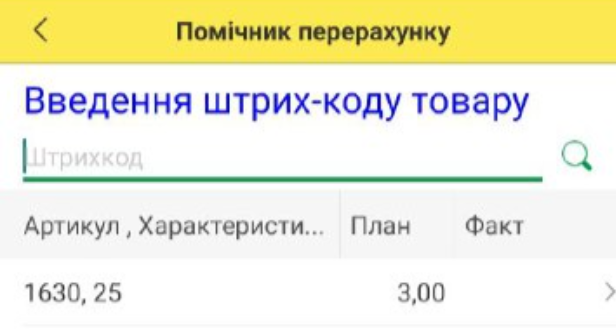 Помічник перерахунку
Введення штрих-коду товару
Штрихкод
Артикул , Характеристи... План Факт
1630, 25 3,00